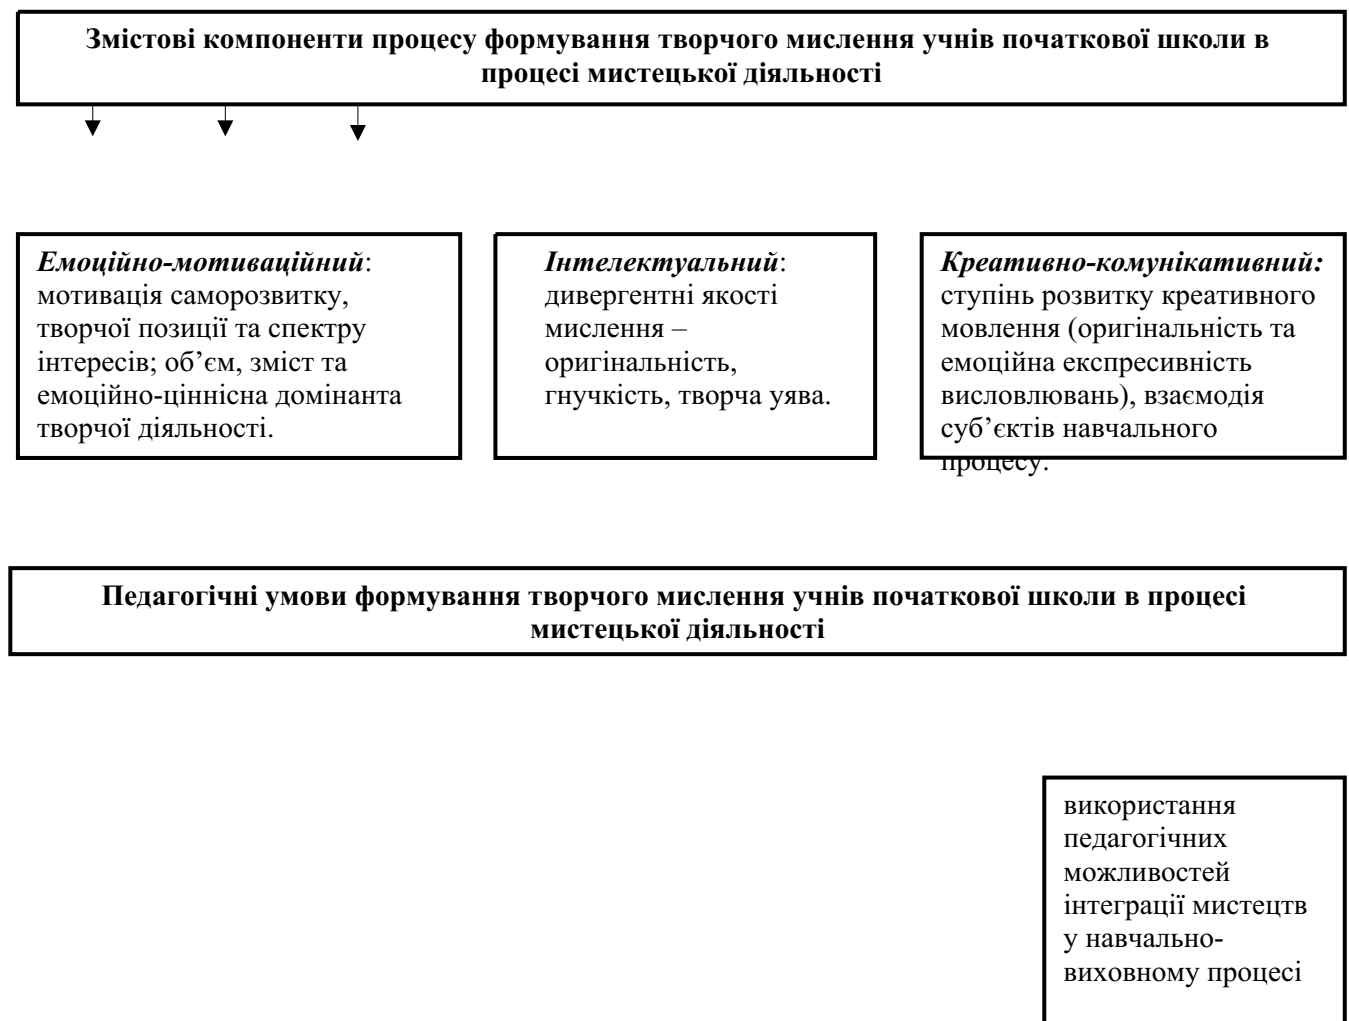 Змістові компоненти процесу формування творчого мислення учнів початкової школи в
процесі мистецької діяльності
Емоційно-мотиваційний:
мотивація саморозвитку,
творчої позиції та спектру
інтересів; об’єм, зміст та
емоційно-ціннісна домінанта
творчої діяльності.
Інтелектуальний:
дивергентні якості
мислення –
оригінальність,
гнучкість, творча уява.
Креативно-комунікативний:
ступінь розвитку креативного
мовлення (оригінальність та
емоційна експресивність
висловлювань), взаємодія
суб’єктів навчального
процесу.
Педагогічні умови формування творчого мислення учнів початкової школи в процесі
мистецької діяльності
використання
педагогічних
можливостей
інтеграції мистецтв
у навчально-
виховному процесі